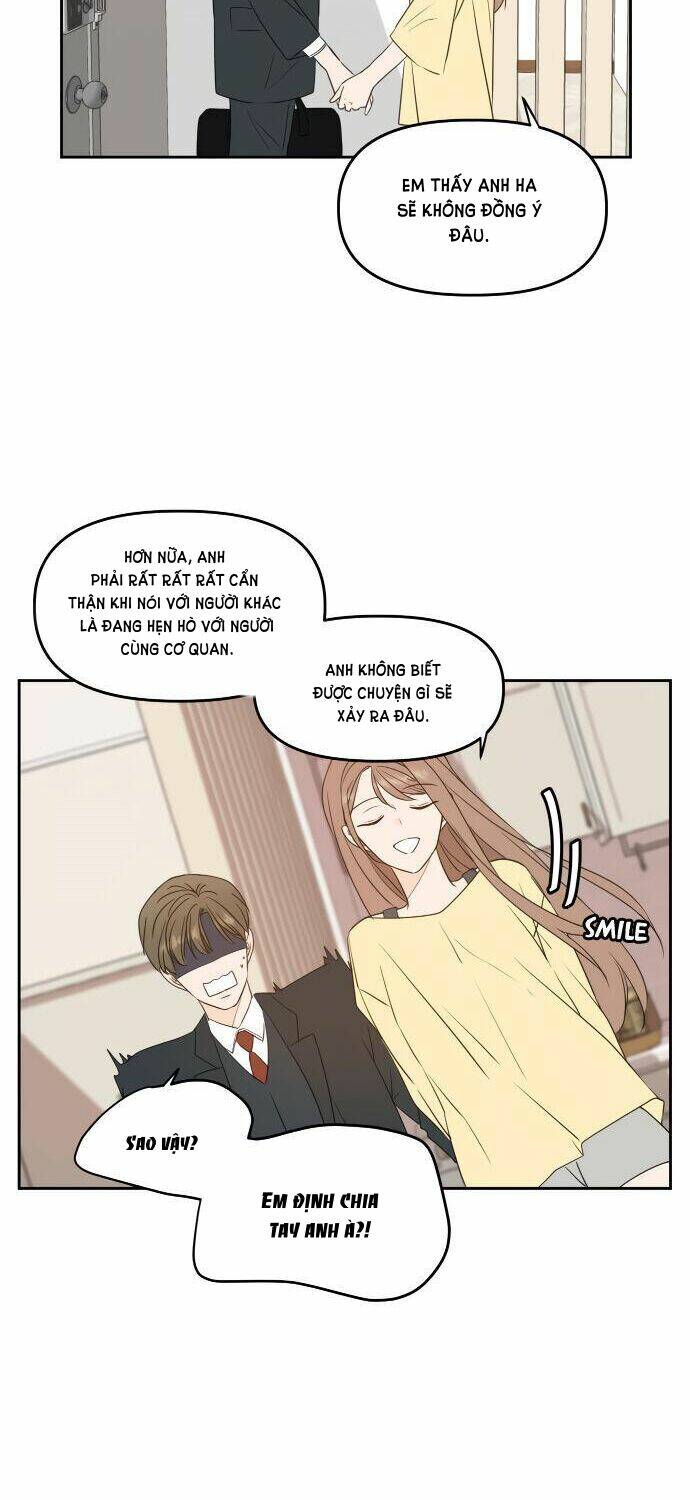 EM THẤY ANH HA
SẼ KHÔNG ĐỒNG Ý
ĐÂU.
HƠN NỮA, ANH
PHẢI RẤT RẤT RẤT CẨN
THẬN KHI NÓI VỚI NGƯỜI KHÁC
LÀ ĐANG HẸN HÒ VỚI NGƯỜI
CÙNG CƠ QUAN.
ANH KHÔNG BIẾT
ĐƯỢC CHUYỆN GÌ SẼ
XẢY RA ĐÂU.
SMILE
SAO VẬY?
EM ĐỊNH CHIA
TAY ANH À?!